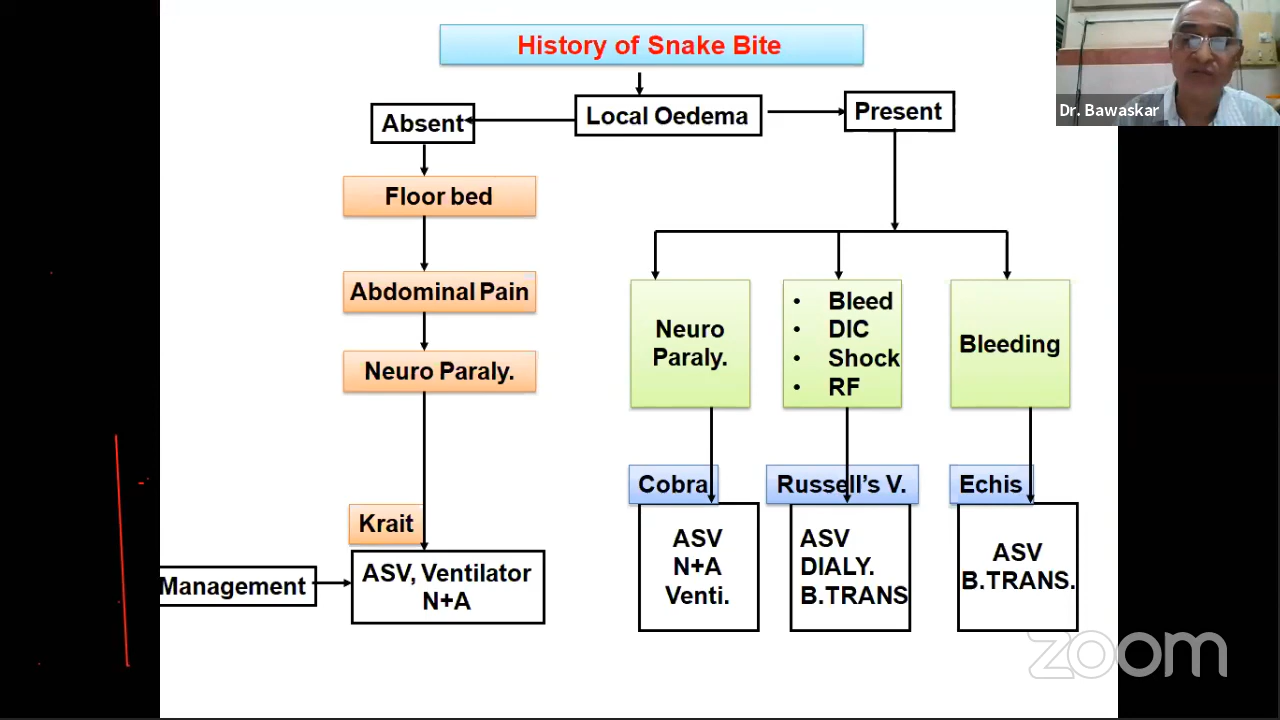 History of Snake Bite
Local Oedema
Absent
Present
Dr. Bawaskar
Floor bed
Abdominal Pain
Neuro Paraly.
Krait
Management
ASV, Ventilator
N+A
Neuro
Paraly.
• Bleed
• DIC
• Shock
• RF
Bleeding
Cobra
Russell's V.
Echis
ASV
N+A
Venti.
ASV
DIALY.
B.TRANS
ASV
B.TRANS.
zoom